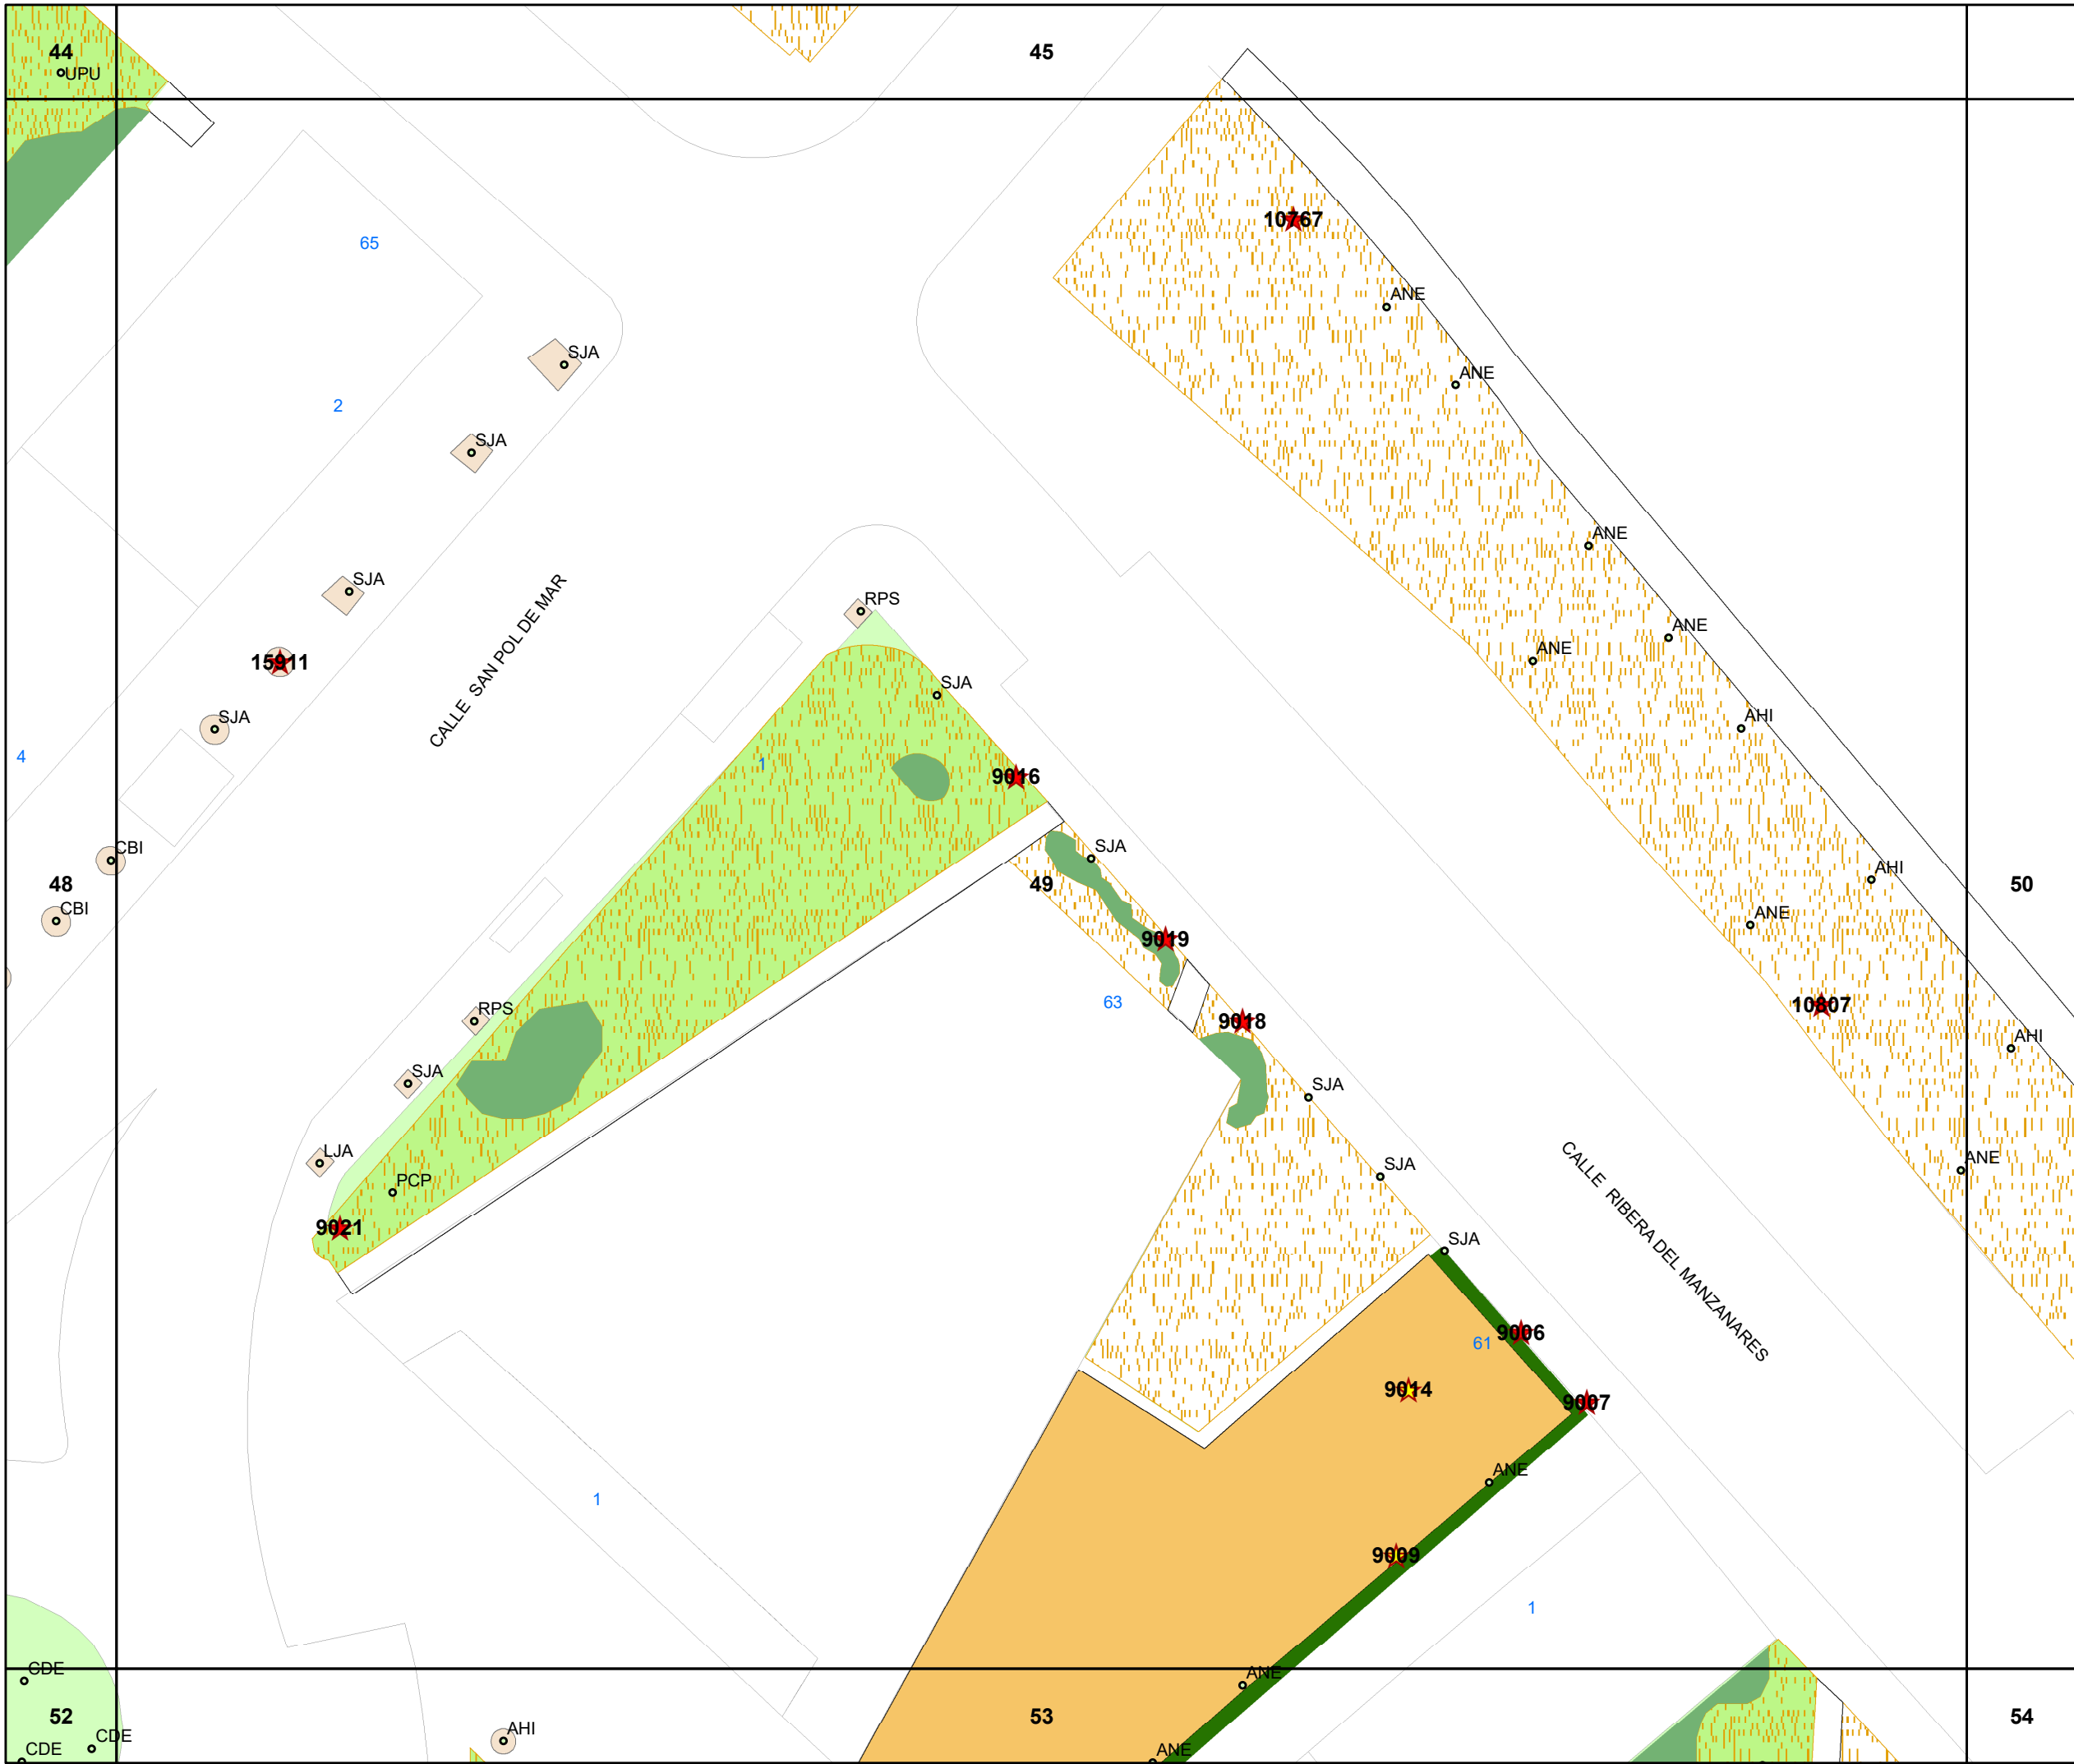 44
45
UPU
10767
65
ANE
SJA
ANE
2
SJA
ANE
SJA
RPS
ANE
ANE
15911
CALLE SAN POL DE MAR
SJA
SJA
AHI
4
1
9016
CBI
SJA
AHI
48
49
50
CBI
ANE
9019
63
RPS
10807
9018
AHI
SJA
SJA
LJA
SJA
ANE
PCP
9021
CALLE RIBERA DEL MANZANARES
SJA
9006
61
9014
9007
ANE
1
9009
1
CDE
ANE
52
53
54
AHI
CDE
CDE
ANE